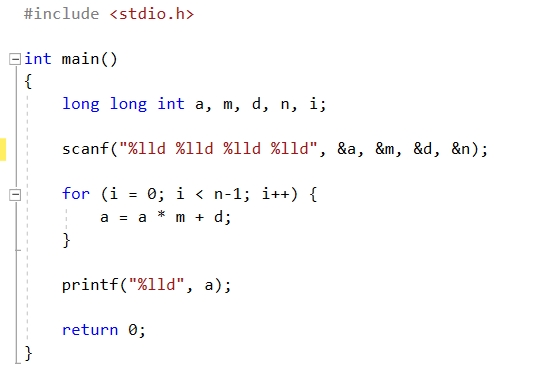 #include <stdio.h>
int main()
{
long long int a, m, d, n, i;
scanf("%lld %lld %lld %lld", &a, &m, &d, &n);
for (i = 0; i < n-1; i++) {
a = a * m + d;
}
printf("%lld", a);
return 0;
}